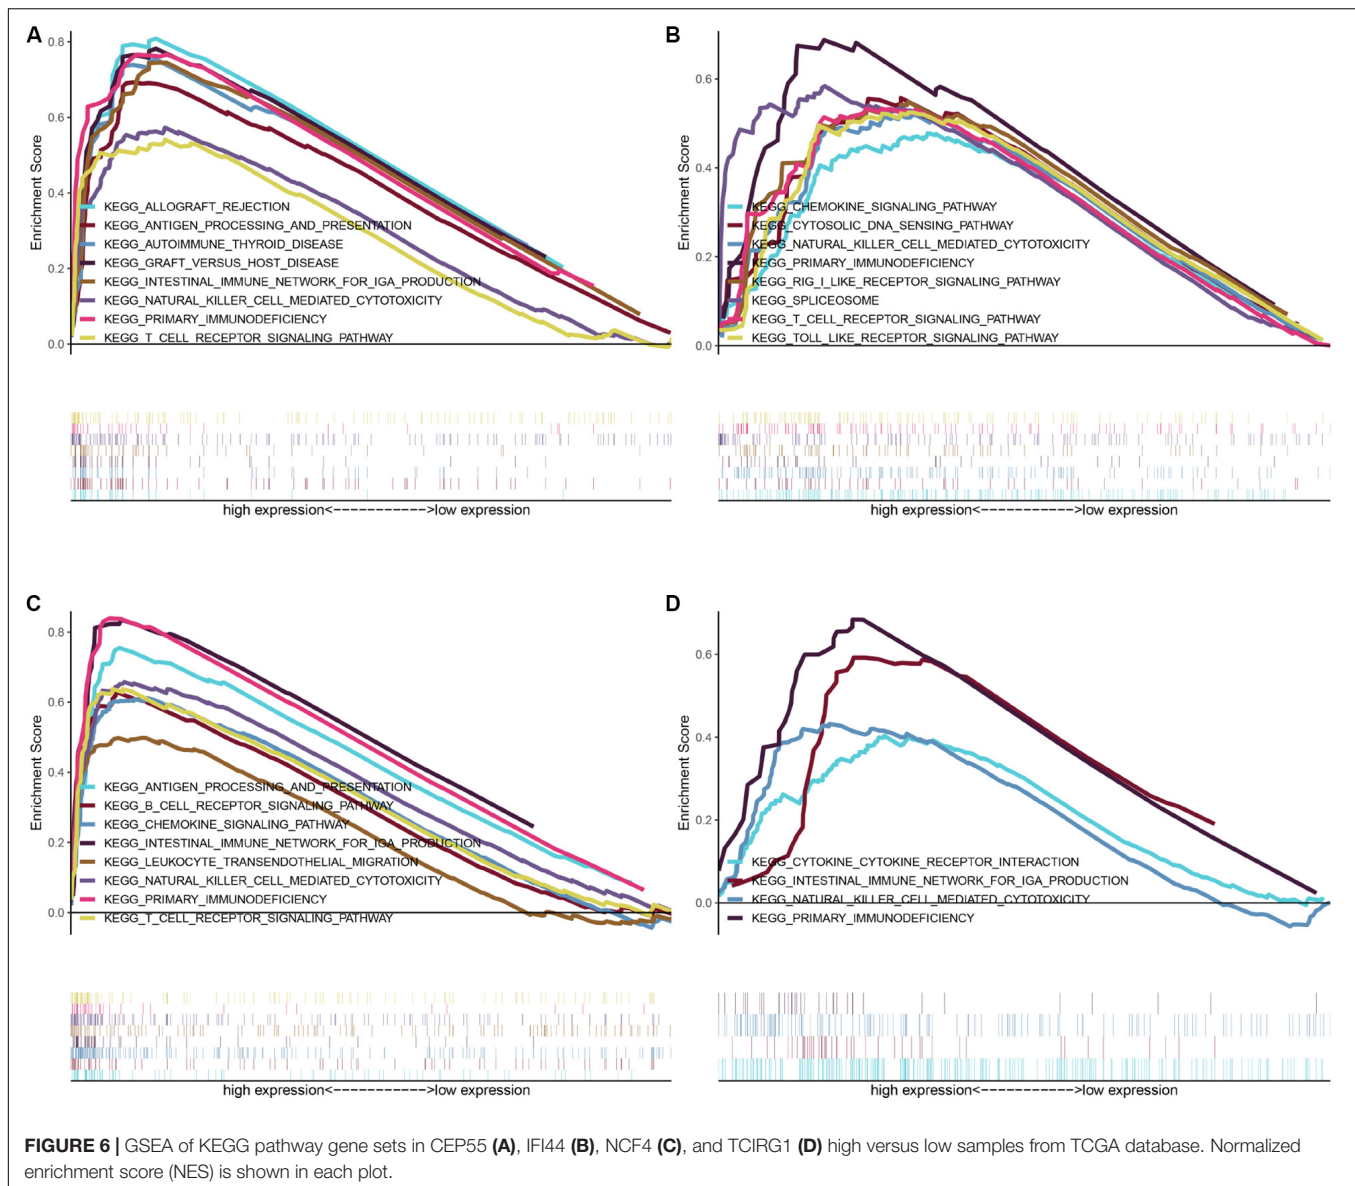 A
Enrichment Score
0.8
0.6
0.4
0.2
0.0
KEGG_ALLOGRAFT_REJECTION
KEGG_ANTIGEN_PROCESSING_AND_PRESENTATION
KEGG_AUTOIMMUNE_THYROID_DISEASE
KEGG_GRAFT_VERSUS_HOST_DISEASE
KEGG_INTESTINAL_IMMUNE_NETWORK_FOR_IGA_PRODUCTION
KEGG_NATURAL_KILLER_CELL_MEDIATED_CYTOTOXICITY
KEGG_PRIMARY_IMMUNODEFICIENCY
KEGG_T_CELL_RECEPTOR_SIGNALING_PATHWAY
high expression<------------>low expression
B
Enrichment Score
0.6
0.4
0.2
0.0
KEGG_CHEMOKINE_SIGNALING_PATHWAY
KEGG_CYTOSOLIC_DNA_SENSING_PATHWAY
KEGG_NATURAL_KILLER_CELL_MEDIATED_CYTOTOXICITY
KEGG_PRIMARY_IMMUNODEFICIENCY
KEGG_RIG_I_LIKE_RECEPTOR_SIGNALING_PATHWAY
KEGG_SPLICEOSOME
KEGG_T_CELL_RECEPTOR_SIGNALING_PATHWAY
KEGG_TOLL_LIKE_RECEPTOR_SIGNALING_PATHWAY
high expression<------------>low expression
C
Enrichment Score
0.8
0.6
0.4
0.2
0.0
KEGG_ANTIGEN_PROCESSING_AND_PRESENTATION
KEGG_B_CELL_RECEPTOR_SIGNALING_PATHWAY
KEGG_CHEMOKINE_SIGNALING_PATHWAY
KEGG_INTESTINAL_IMMUNE_NETWORK_FOR_IGA_PRODUCTION
KEGG_LEUKOCYTE_TRANSENDOTHELIAL_MIGRATION
KEGG_NATURAL_KILLER_CELL_MEDIATED_CYTOTOXICITY
KEGG_PRIMARY_IMMUNODEFICIENCY
KEGG_T_CELL_RECEPTOR_SIGNALING_PATHWAY
high expression<------------>low expression
D
Enrichment Score
0.6
0.4
0.2
0.0
KEGG_CYTOKINE_CYTOKINE_RECEPTOR_INTERACTION
KEGG_INTESTINAL_IMMUNE_NETWORK_FOR_IGA_PRODUCTION
KEGG_NATURAL_KILLER_CELL_MEDIATED_CYTOTOXICITY
KEGG_PRIMARY_IMMUNODEFICIENCY
high expression<------------>low expression
FIGURE 6 | GSEA of KEGG pathway gene sets in CEP55 (A), IFI44 (B), NCF4 (C), and TCIRG1 (D) high versus low samples from TCGA database. Normalized
enrichment score (NES) is shown in each plot.